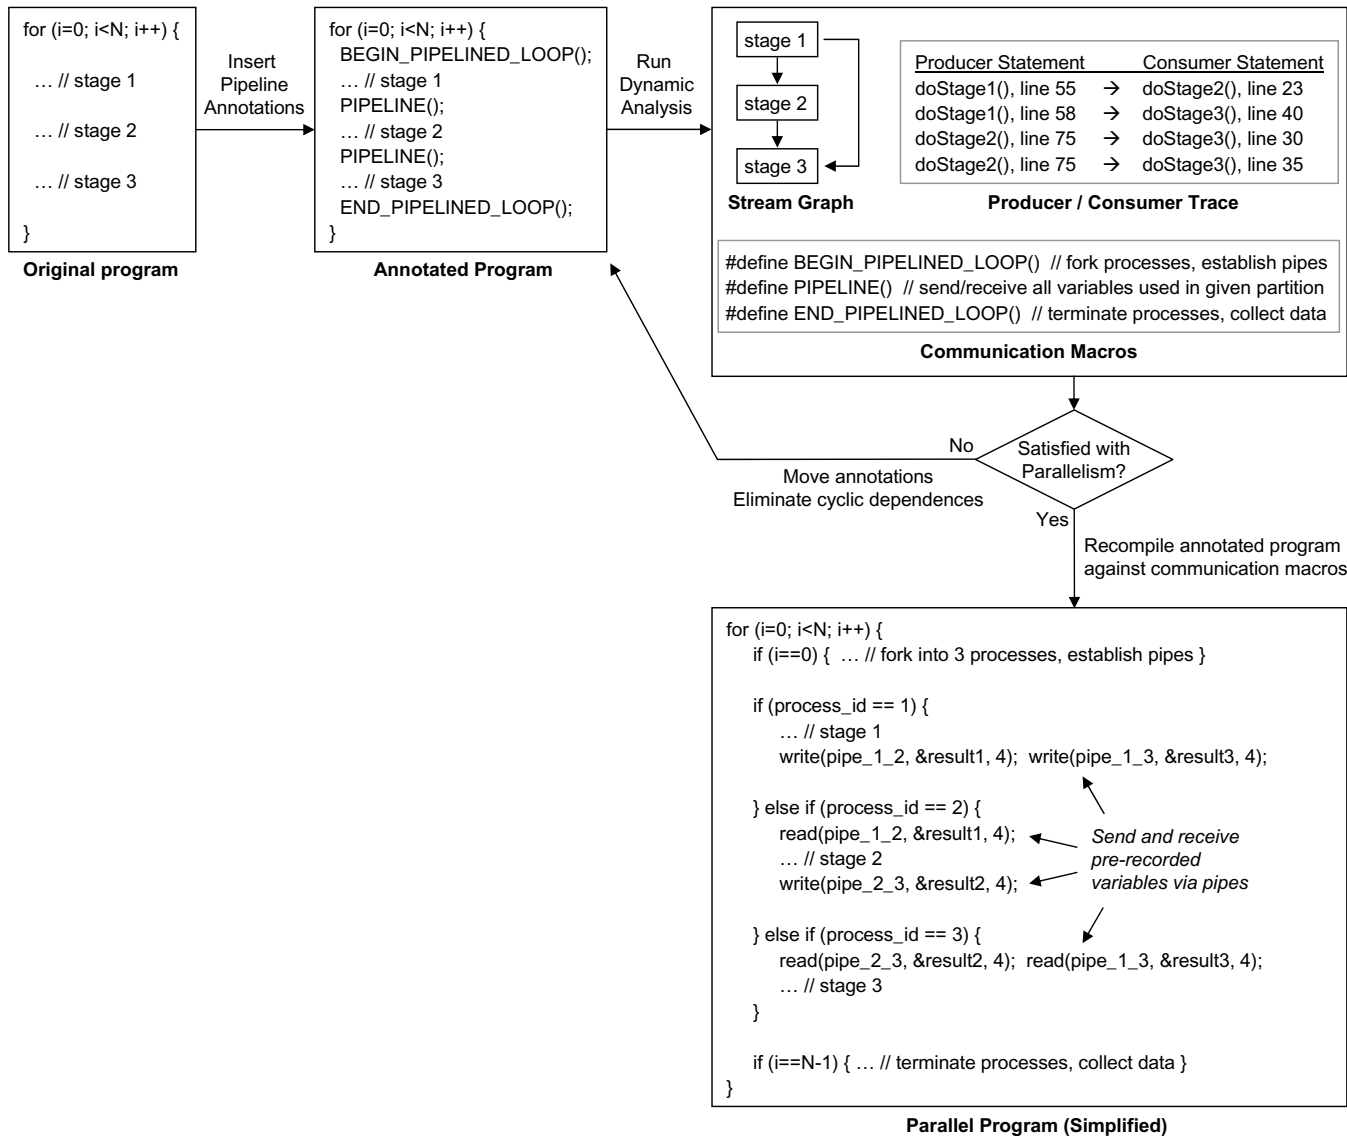 for (i=0; i<N; i++) {
… // stage 1
… // stage 2
… // stage 3
}
Original program
Insert
Pipeline
Annotations
for (i=0; i<N; i++) {
BEGIN_PIPELINED_LOOP();
… // stage 1
PIPELINE();
… // stage 2
PIPELINE();
… // stage 3
END_PIPELINED_LOOP();
}
Annotated Program
Run
Dynamic
Analysis
stage 1
stage 2
stage 3
Stream Graph
Producer Statement Consumer Statement
doStage1(), line 55 → doStage2(), line 23
doStage1(), line 58 → doStage3(), line 40
doStage2(), line 75 → doStage3(), line 30
doStage2(), line 75 → doStage3(), line 35
Producer / Consumer Trace
#define BEGIN_PIPELINED_LOOP() // fork processes, establish pipes
#define PIPELINE() // send/receive all variables used in given partition
#define END_PIPELINED_LOOP() // terminate processes, collect data
Communication Macros
Satisfied with
Parallelism?
No
Move annotations
Eliminate cyclic dependences
Yes
Recompile annotated program
against communication macros
for (i=0; i<N; i++) {
if (i==0) { … // fork into 3 processes, establish pipes }
if (process_id == 1) {
… // stage 1
write(pipe_1_2, &result1, 4); write(pipe_1_3, &result3, 4);
} else if (process_id == 2) {
read(pipe_1_2, &result1, 4);
… // stage 2
write(pipe_2_3, &result2, 4);
Send and receive
pre-recorded
variables via pipes
} else if (process_id == 3) {
read(pipe_2_3, &result2, 4); read(pipe_1_3, &result3, 4);
… // stage 3
}
if (i==N-1) { … // terminate processes, collect data }
}
Parallel Program (Simplified)